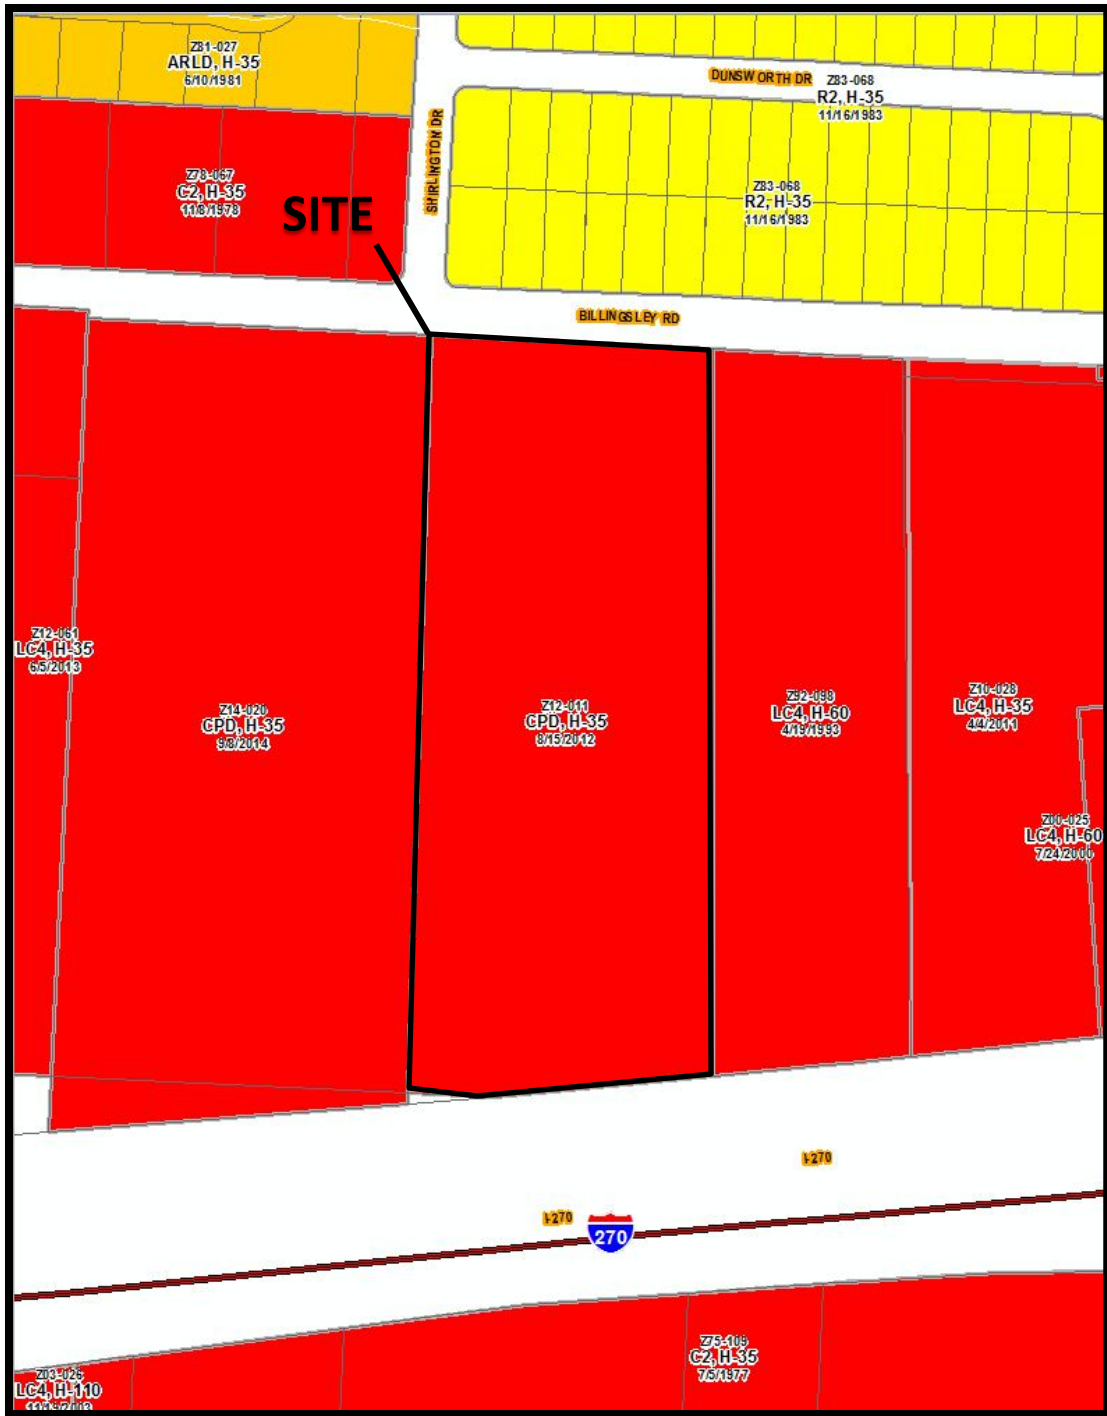 Z81-027
ARLD, H-35
6/10/1981
DUNSWORTH DR
Z83-068
R2, H-35
11/16/1983
SHIRLINGTON DR
Z78-067
C2, H-35
11/8/1978
Z83-068
R2, H-35
11/16/1983
SITE
BILLINGSLEY RD
Z12-061
LC4, H-35
6/5/2013
Z14-020
CPD, H-35
9/8/2014
Z12-011
CPD, H-35
8/15/2012
Z92-098
LC4, H-60
4/19/1993
Z10-028
LC4, H-35
4/4/2011
Z00-025
LC4, H-60
7/24/2000
I-270
I-270
270
Z75-109
C2, H-35
7/5/1977
Z03-026
LC4, H-110